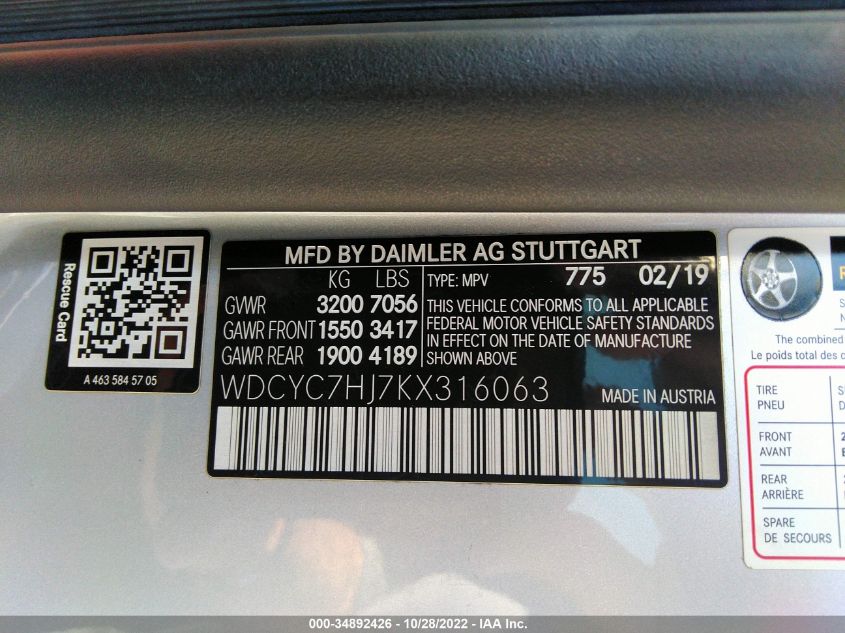 Rescue Card
A 463 584 57 05
MFD BY DAIMLER AG STUTTGART
KG LBS
GVWR 3200 7056
GAWR FRONT 1550 3417
GAWR REAR 1900 4189
TYPE: MPV 775 02/19
THIS VEHICLE CONFORMS TO ALL APPLICABLE
FEDERAL MOTOR VEHICLE SAFETY STANDARDS
IN EFFECT ON THE DATE OF MANUFACTURE
SHOWN ABOVE
WDCYC7HJ7KX316063 MADE IN AUSTRIA
The combined
Le poids total des
TIRE
PNEU
FRONT
AVANT
REAR
ARRIÈRE
SPARE
DE SECOURS
000-34892426 - 10/28/2022 - IAA Inc.